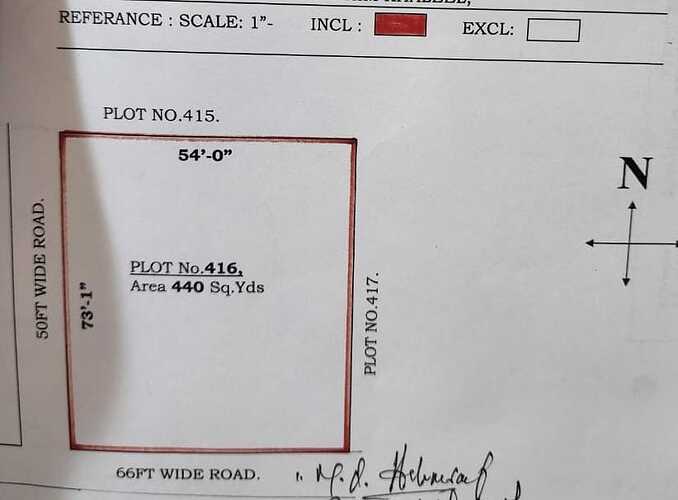 REFERANCE : SCALE: 1”- INCL : EXCL:
PLOT NO.415.
54’-0”
N
PLOT No.416,
Area 440 Sq.Yds
73’-1”
50FT WIDE ROAD.
PLOT NO.417.
66FT WIDE ROAD.